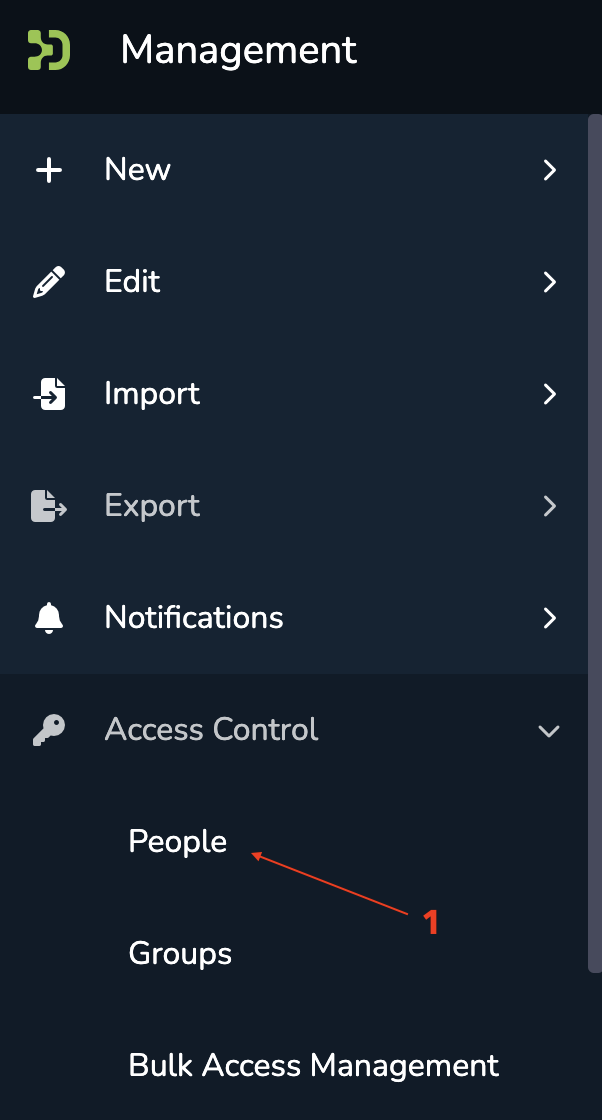 Management
New
Edit
Import
Export
Notifications
Access Control
People
1
Groups
Bulk Access Management